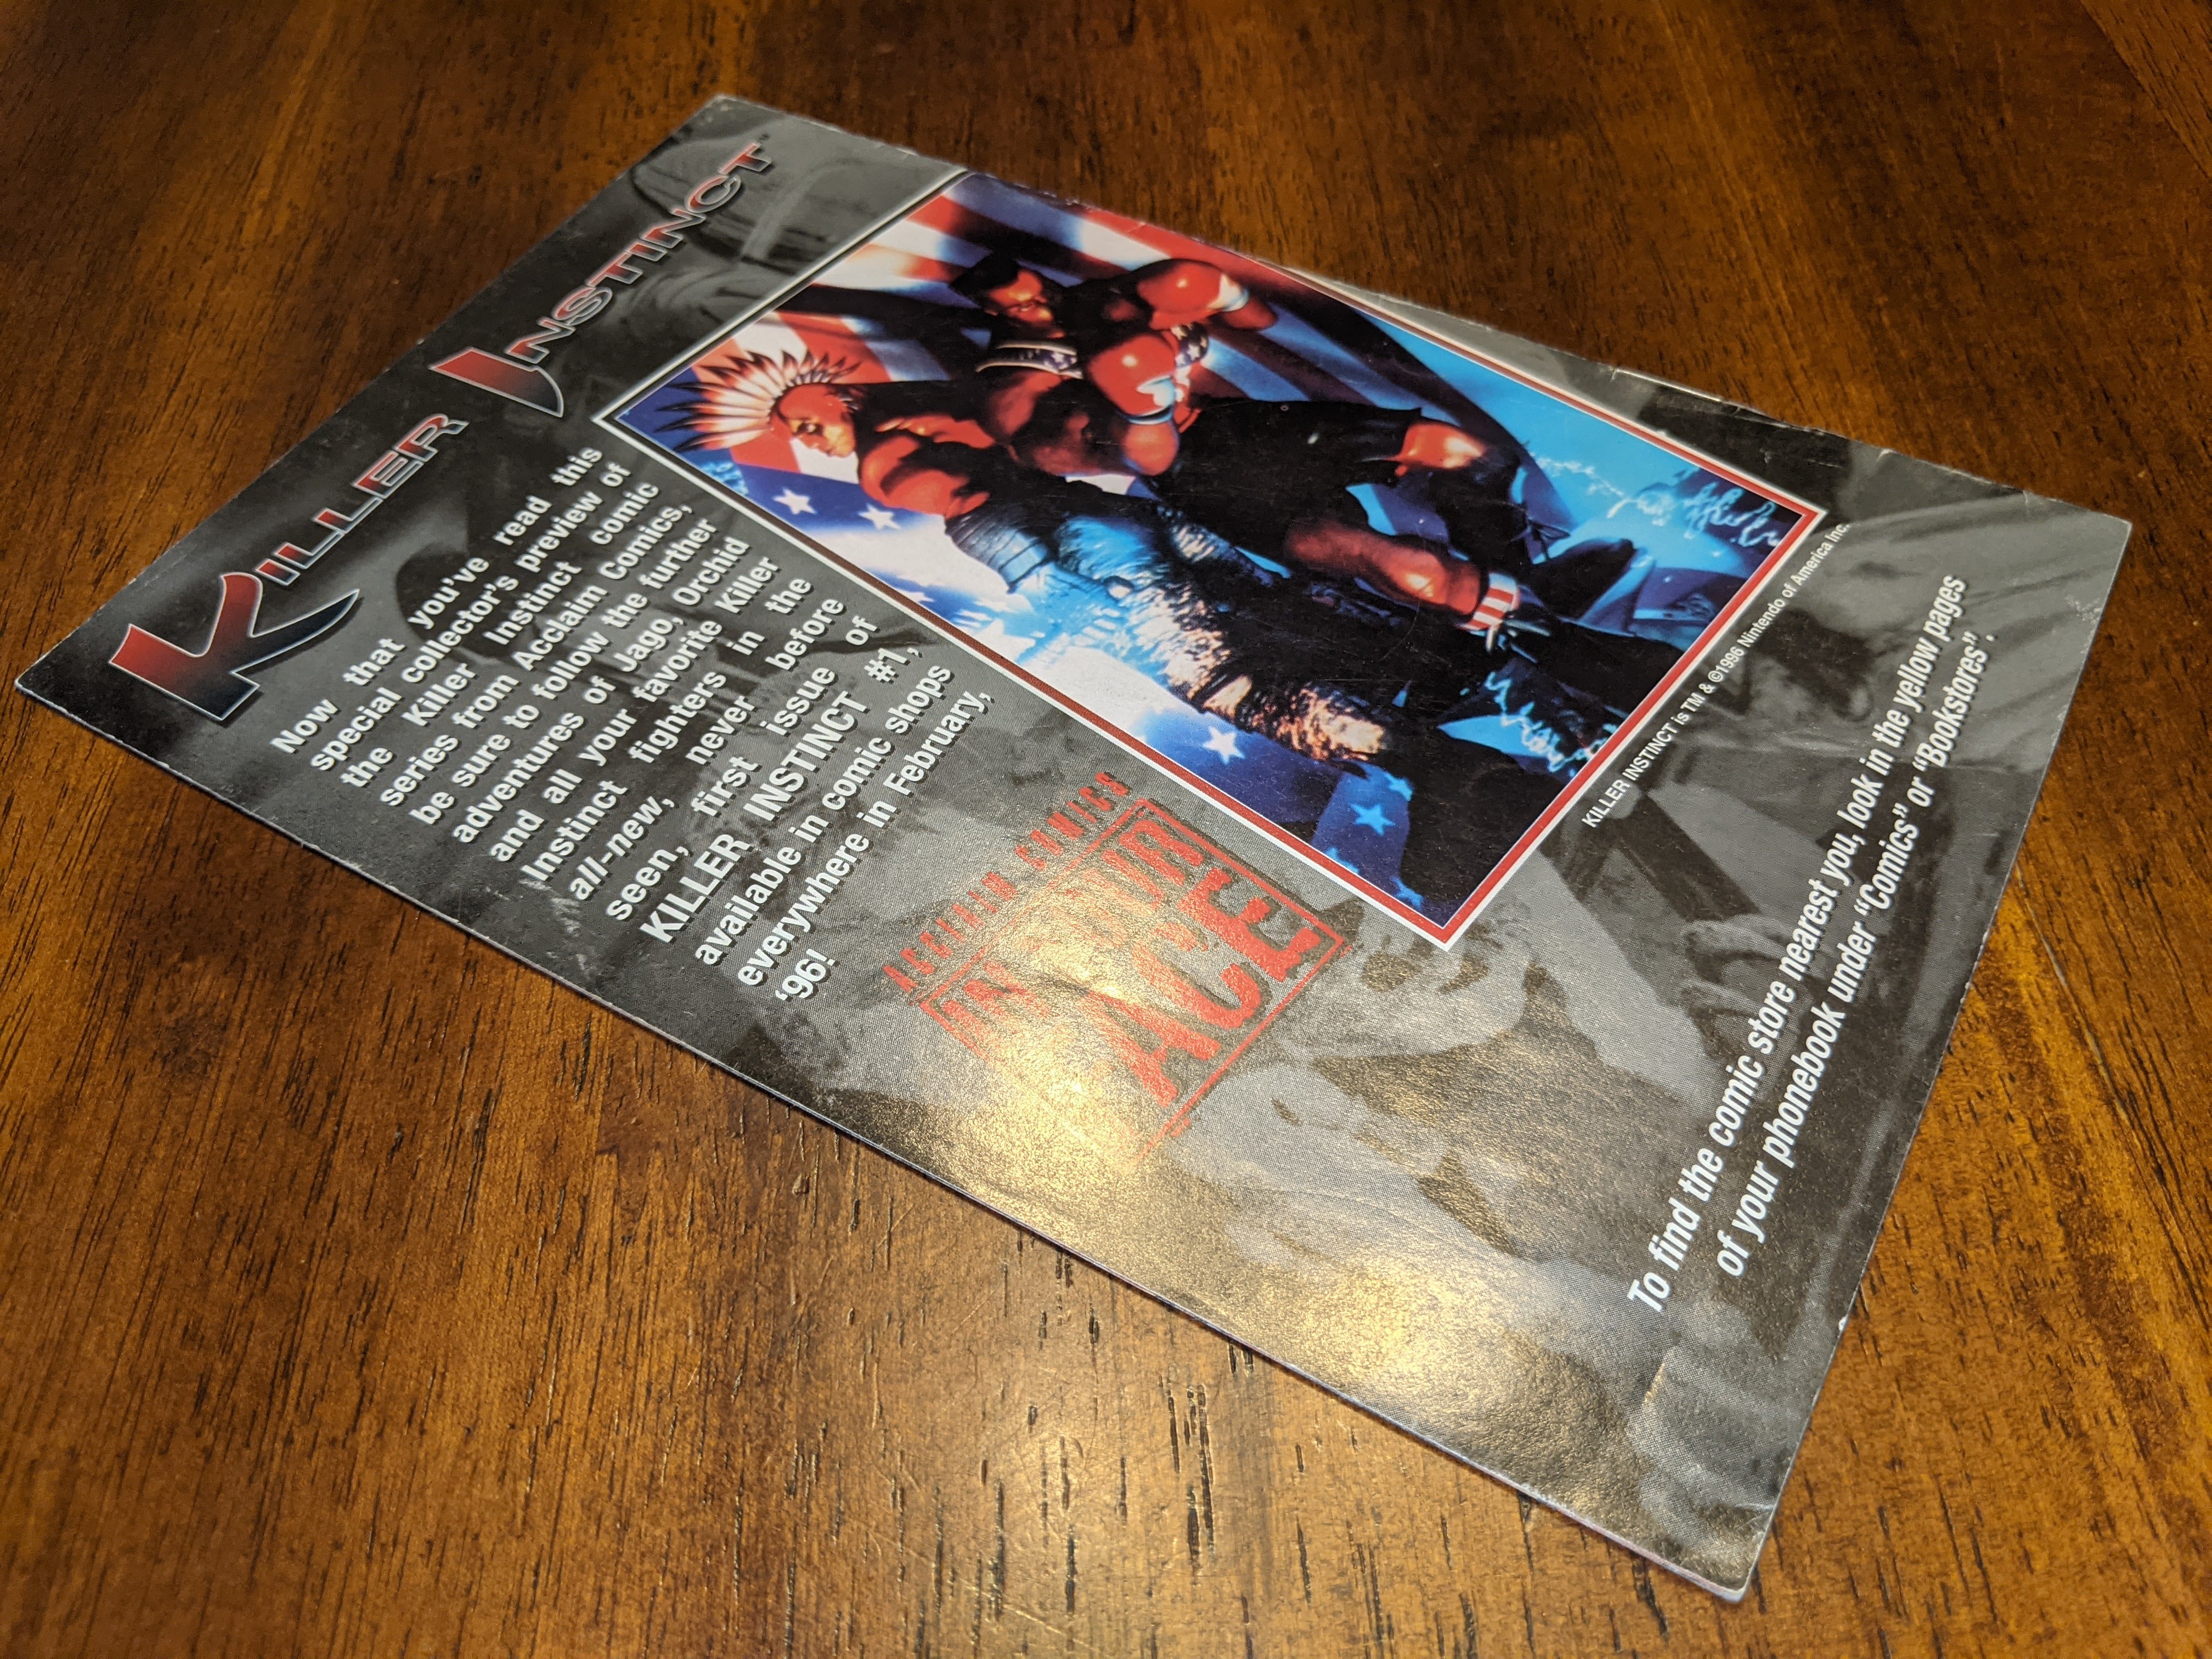 KILLER INSTINCT
Now that you've read this
special collector's preview of
the Killer Instinct comic
series from Acclaim Comics,
be sure to follow the further
adventures of Jago, Orchid
and all your favorite Killer
Instinct fighters in the
all-new, never before
seen, first issue of
KILLER INSTINCT #1,
available in comic shops
everywhere in February,
'96!
ACCLAIM COMICS
IN YOUR
FACE
KILLER INSTINCT is TM & ©1996 Nintendo of America Inc.
To find the comic store nearest you, look in the yellow pages
of your phonebook under "Comics" or "Bookstores".